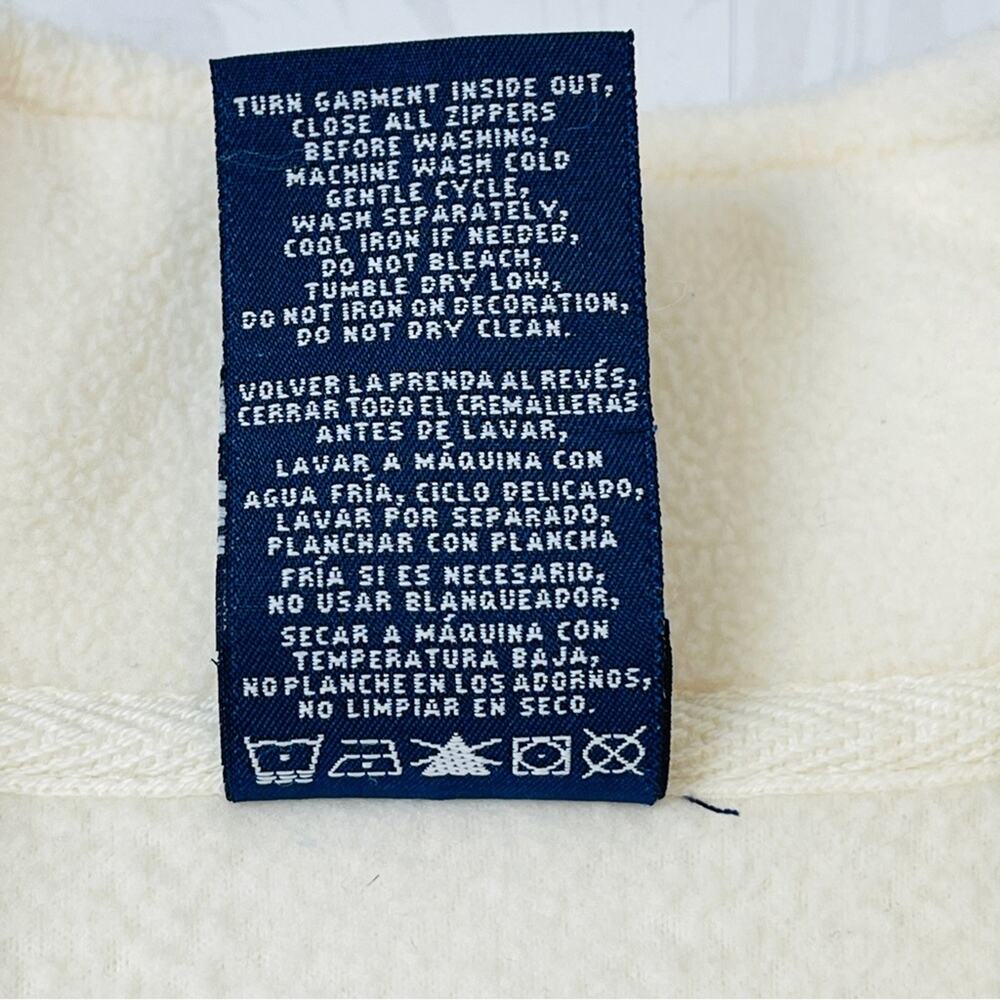 TURN GARMENT INSIDE OUT,
CLOSE ALL ZIPPERS
BEFORE WASHING,
MACHINE WASH COLD
GENTLE CYCLE,
WASH SEPARATELY,
COOL IRON IF NEEDED,
DO NOT BLEACH,
TUMBLE DRY LOW,
DO NOT IRON ON DECORATION,
DO NOT DRY CLEAN.
VOLVER LA PRENDA AL REVÉS,
CERRAR TODO EL CREMALLERAS
ANTES DE LAVAR,
LAVAR A MÁQUINA CON
AGUA FRÍA, CICLO DELICADO,
LAVAR POR SEPARADO,
PLANCHAR CON PLANCHA
FRÍA SI ES NECESARIO,
NO USAR BLANQUEADOR,
SECAR A MÁQUINA CON
TEMPERATURA BAJA,
NO PLANCHE EN LOS ADORNOS,
NO LIMPIAR EN SECO.